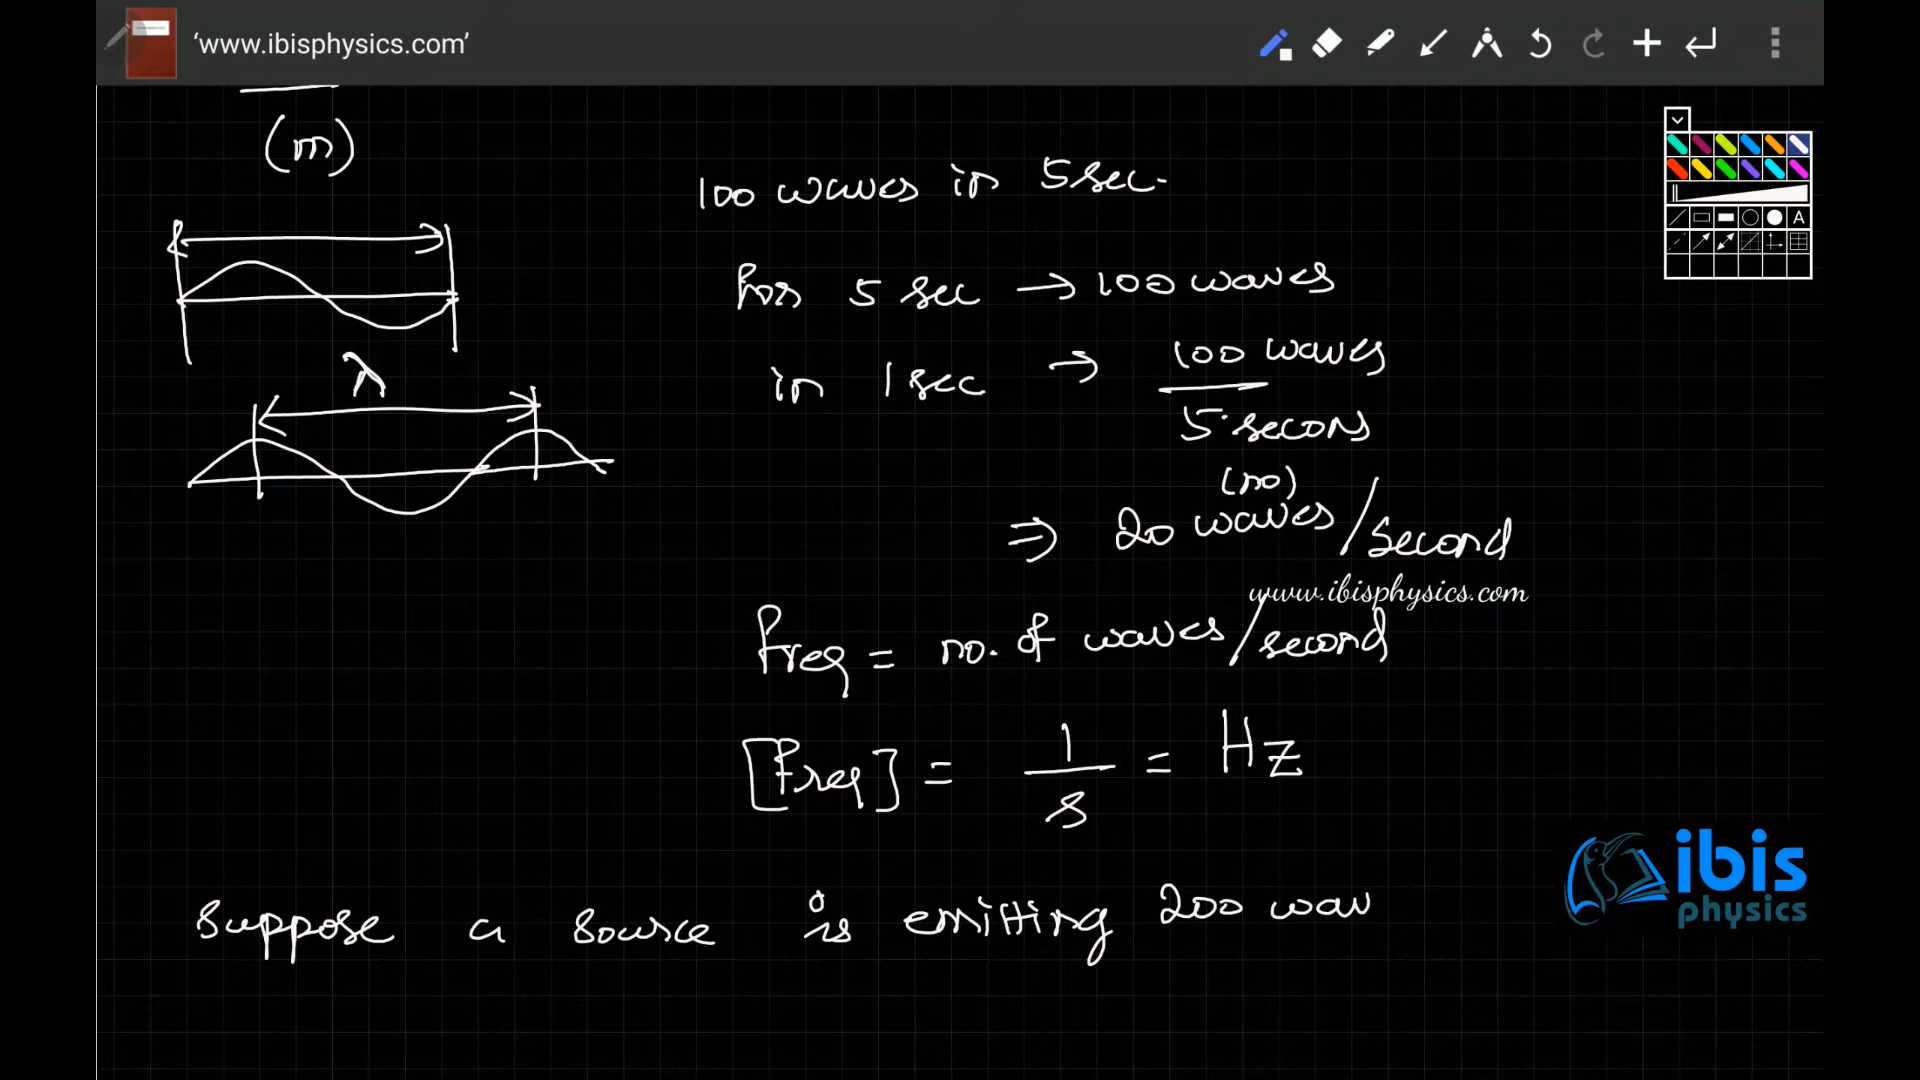 ‘www.ibisphysics.com’
(m)
λ
100 waves in 5sec.
for 5 sec → 100 waves
in 1 sec → 100 waves
5 secons
(no)
⇒ 20 waves/second
www.ibisphysics.com
freq = no. of waves/second
[freq] = 1/s = Hz
suppose a source is emitting 200 wav
ibis
physics
A